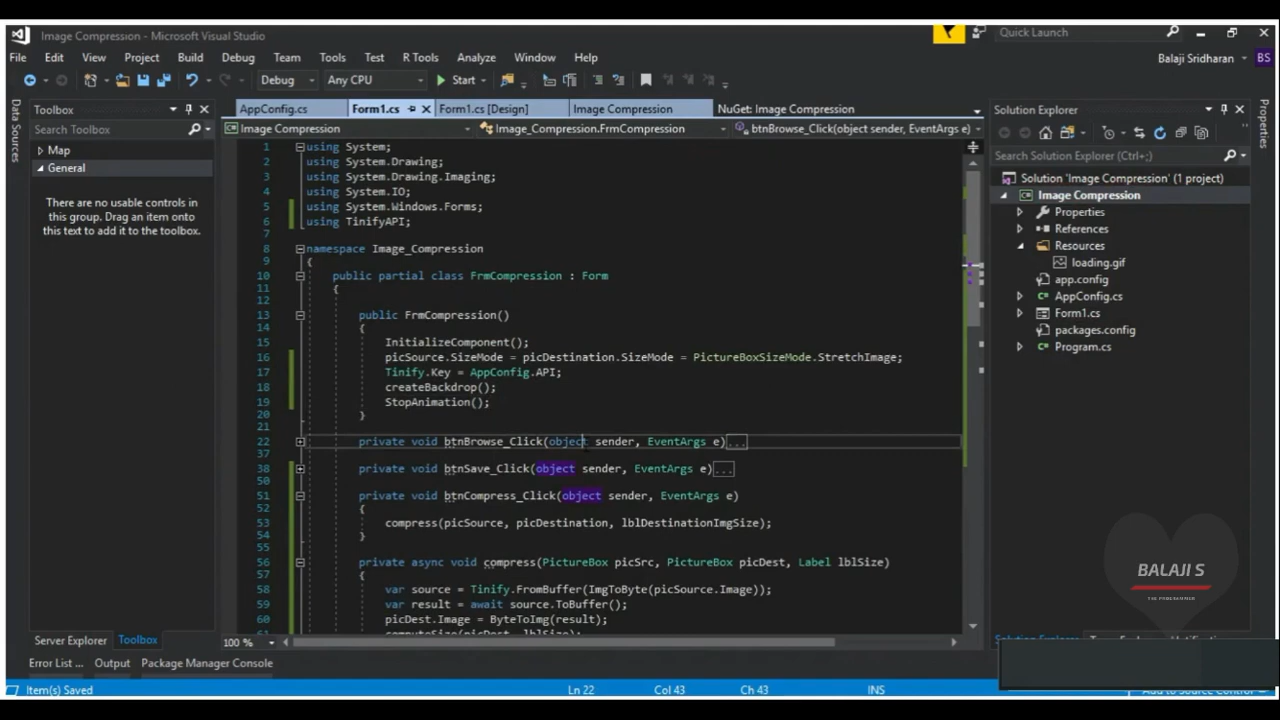 Image Compression - Microsoft Visual Studio
Quick Launch
File Edit View Project Build Debug Team Tools Test R Tools Analyze Window Help
Balaji Sridharan BS
Debug Any CPU Start
Data Sources
Toolbox
Search Toolbox
Map
General
There are no usable controls in
this group. Drag an item onto
this text to add it to the toolbox.
AppConfig.cs Form1.cs Form1.cs [Design] Image Compression NuGet: Image Compression
Image Compression Image_Compression.FrmCompression btnBrowse_Click(object sender, EventArgs e)
1 using System;
2 using System.Drawing;
3 using System.Drawing.Imaging;
4 using System.IO;
5 using System.Windows.Forms;
6 using TinifyAPI;
7
8 namespace Image_Compression
9 {
10 public partial class FrmCompression : Form
11 {
12
13 public FrmCompression()
14 {
15 InitializeComponent();
16 picSource.SizeMode = picDestination.SizeMode = PictureBoxSizeMode.StretchImage;
17 Tinify.Key = AppConfig.API;
18 createBackdrop();
19 StopAnimation();
20 }
21
22 private void btnBrowse_Click(object sender, EventArgs e)...
37
38 private void btnSave_Click(object sender, EventArgs e)...
50
51 private void btnCompress_Click(object sender, EventArgs e)
52 {
53 compress(picSource, picDestination, lblDestinationImgSize);
54 }
55
56 private async void compress(PictureBox picSrc, PictureBox picDest, Label lblSize)
57 {
58 var source = Tinify.FromBuffer(ImgToByte(picSource.Image));
59 var result = await source.ToBuffer();
60 picDest.Image = ByteToImg(result);
100 %
Solution Explorer
Search Solution Explorer (Ctrl+;)
Solution 'Image Compression' (1 project)
Image Compression
Properties
References
Resources
loading.gif
app.config
AppConfig.cs
Form1.cs
packages.config
Program.cs
Properties
BALAJI S
THE PROGRAMMER
Server Explorer Toolbox
Error List ... Output Package Manager Console
Item(s) Saved Ln 22 Col 43 Ch 43 INS